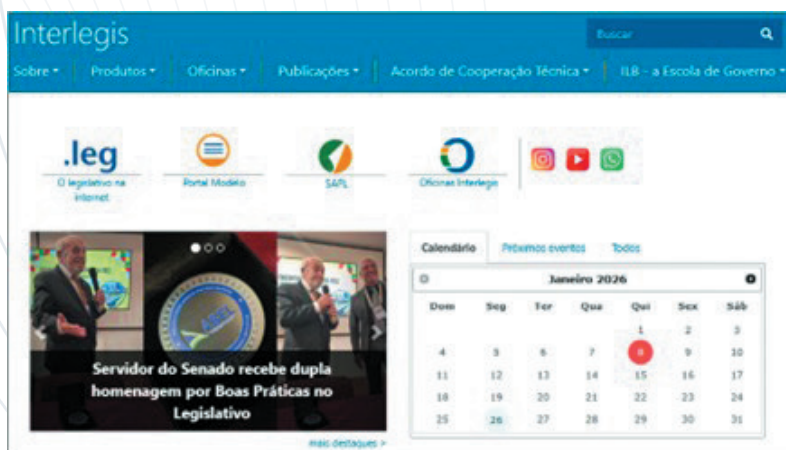 Interlegis
Buscar
Sobre Produtos Oficinas Publicações Acordo de Cooperação Técnica ILB - a Escola de Governo
.leg
O legislativo na internet
Portal Modelo
SAPL
Oficinas Interlegis
Servidor do Senado recebe dupla
homenagem por Boas Práticas no
Legislativo
mais destaques >
Calendário Próximos eventos Todos
Janeiro 2026
Dom Seg Ter Qua Qui Sex Sáb
1 2 3
4 5 6 7 8 9 10
11 12 13 14 15 16 17
18 19 20 21 22 23 24
25 26 27 28 29 30 31